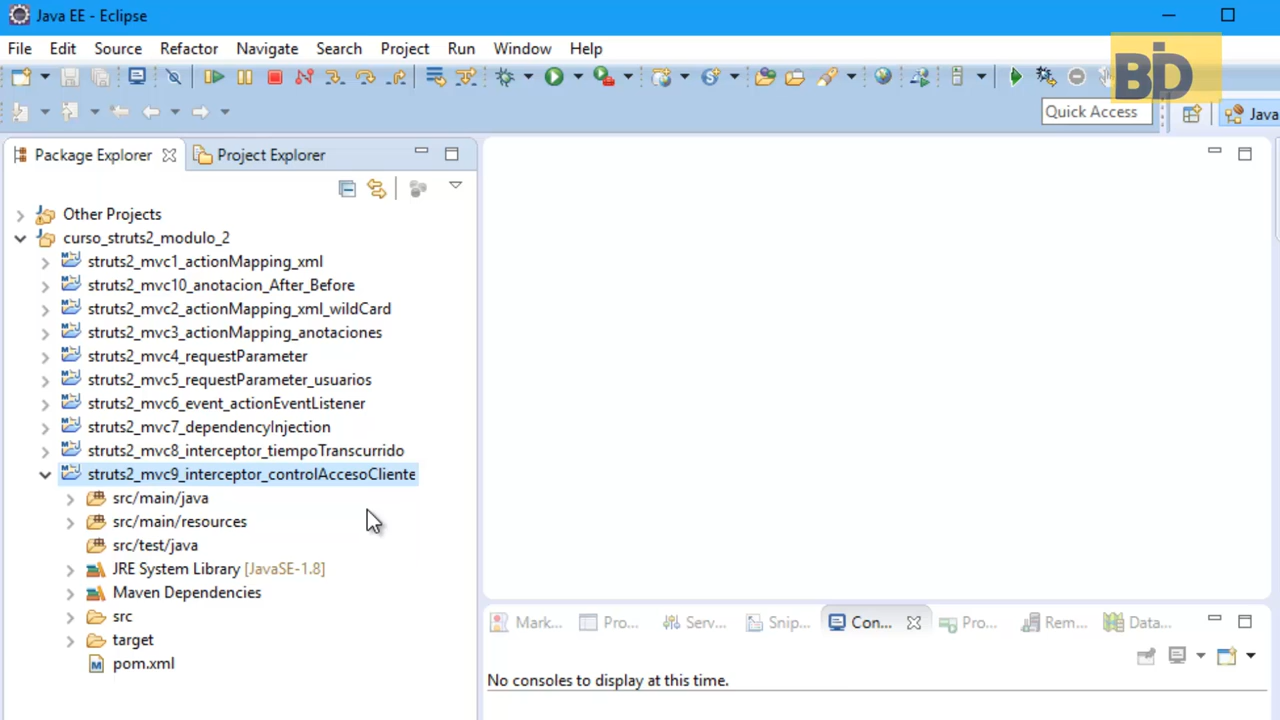 Java EE - Eclipse
File Edit Source Refactor Navigate Search Project Run Window Help
BD
Quick Access
Java
Package Explorer Project Explorer
Other Projects
curso_struts2_modulo_2
struts2_mvc1_actionMapping_xml
struts2_mvc10_anotacion_After_Before
struts2_mvc2_actionMapping_xml_wildCard
struts2_mvc3_actionMapping_anotaciones
struts2_mvc4_requestParameter
struts2_mvc5_requestParameter_usuarios
struts2_mvc6_event_actionEventListener
struts2_mvc7_dependencyInjection
struts2_mvc8_interceptor_tiempoTranscurrido
struts2_mvc9_interceptor_controlAccesoCliente
src/main/java
src/main/resources
src/test/java
JRE System Library [JavaSE-1.8]
Maven Dependencies
src
target
pom.xml
Mark... Pro... Serv... Snip... Con... Pro... Rem... Data...
No consoles to display at this time.